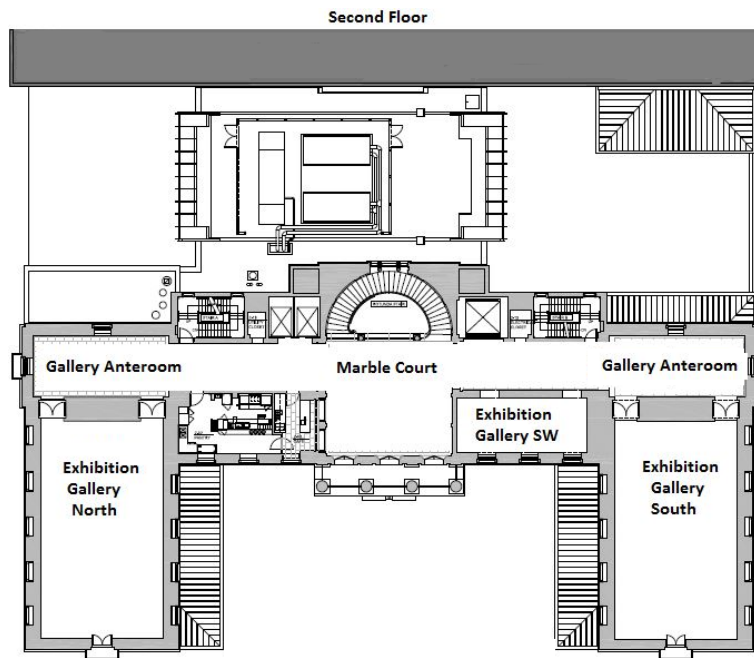 Second Floor
Gallery Anteroom
Marble Court
Gallery Anteroom
Exhibition
Gallery SW
Exhibition
Gallery
North
Exhibition
Gallery
South